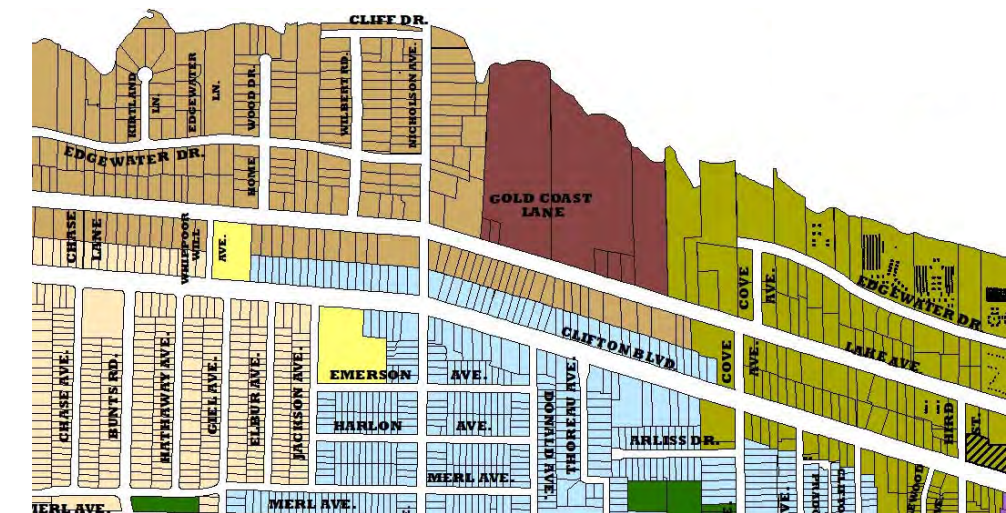 CLIFF DR.
KIRTLAND
LN.
EDGEWATER
LN.
WOOD DR.
HOME
WILBERT RD.
NICHOLSON AVE.
EDGEWATER DR.
GOLD COAST
LANE
CHASE
LANE
WHIPPOOR
WILL
AVE.
COVE
AVE.
EDGEWATER DR
CLIFTON BLVD
LAKE AVE
COVE
AVE.
CHASE AVE.
BUNTS RD.
HATHAWAY AVE.
GIEL AVE.
ELBUR AVE.
JACKSON AVE.
EMERSON
AVE.
HARLON
AVE.
DONALD AVE.
THOREAU AVE.
ARLISS DR.
HIRD
ST.
MERL AVE.
MERL AVE.
MERL AVE.